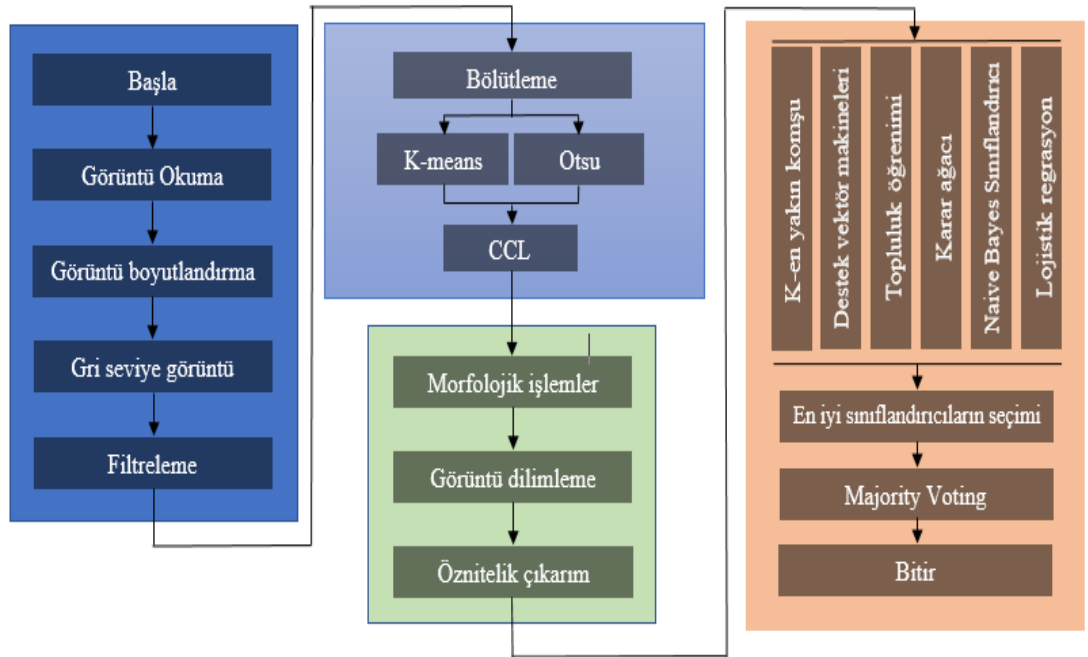 Başla
Görüntü Okuma
Görüntü boyutlandırma
Gri seviye görüntü
Filtreleme
Bölütleme
K-means
Otsu
CCL
Morfolojik işlemler
Görüntü dilimleme
Öznitelik çıkarım
K-en yakın komşu
Destek vektör makineleri
Topluluk öğrenimi
Karar ağacı
Naive Bayes Sınıflandırıcı
Lojistik regrasyon
En iyi sınıflandırıcıların seçimi
Majority Voting
Bitir